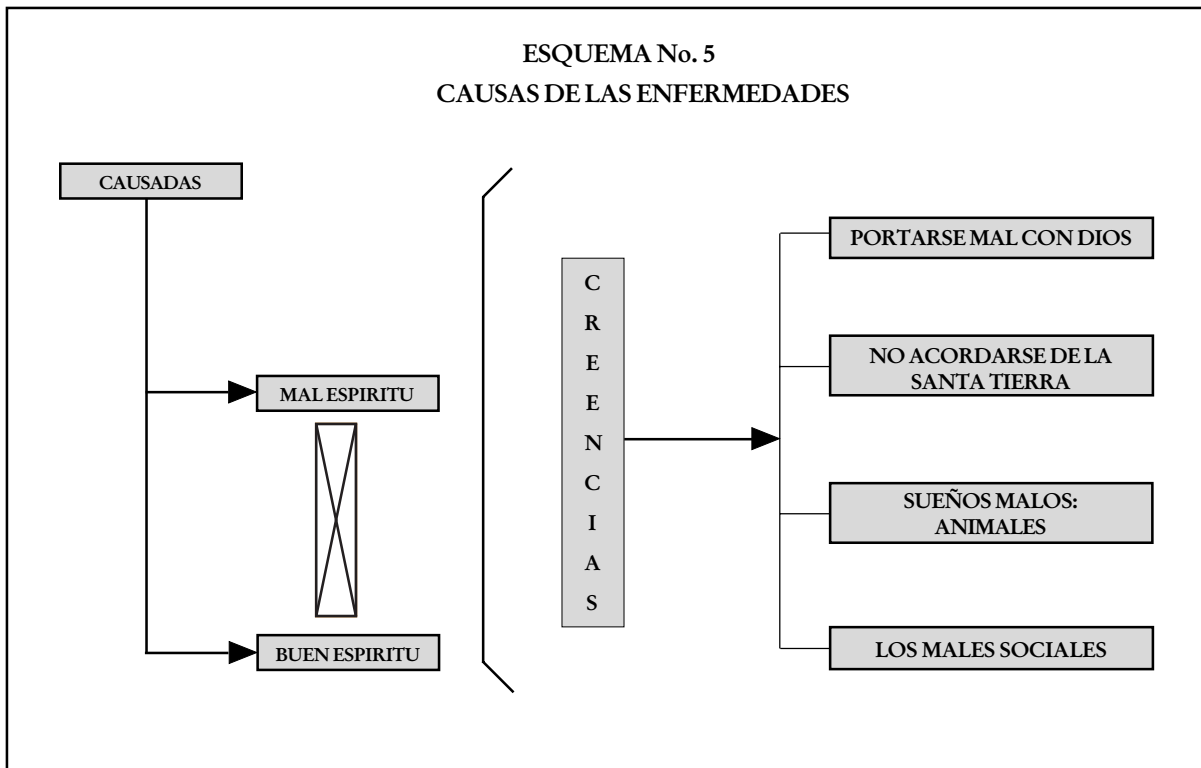 ESQUEMA No. 5
CAUSAS DE LAS ENFERMEDADES
CAUSADAS
MAL ESPIRITU
BUEN ESPIRITU
CREENCIAS
PORTARSE MAL CON DIOS
NO ACORDARSE DE LA
SANTA TIERRA
SUEÑOS MALOS:
ANIMALES
LOS MALES SOCIALES